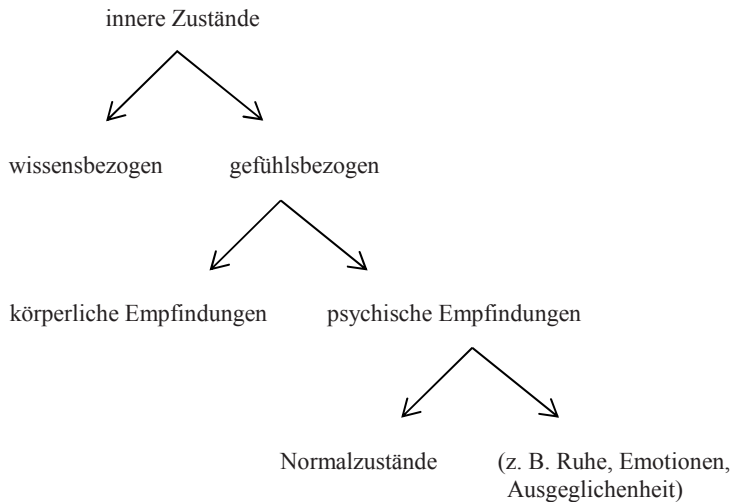 innere Zustände
wissensbezogen gefühlsbezogen
körperliche Empfindungen psychische Empfindungen
Normalzustände (z. B. Ruhe, Emotionen,
Ausgeglichenheit)